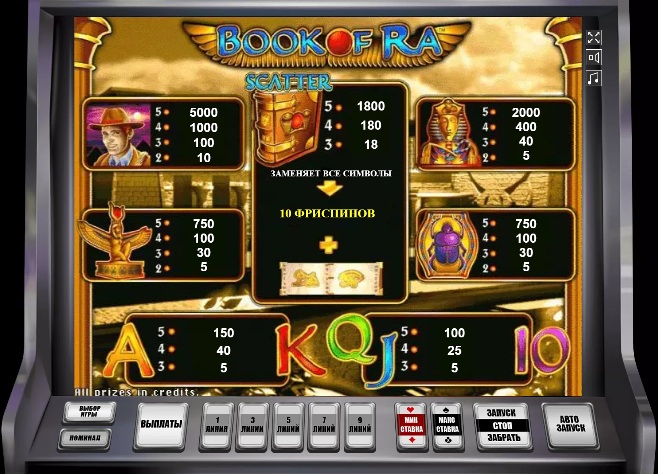 BOOK OF RA™
SCATTER
5 5000
4 1000
3 100
2 10
5 1800
4 180
3 18
5 2000
4 400
3 40
2 5
ЗАМЕНЯЕТ ВСЕ СИМВОЛЫ
10 ФРИСПИНОВ
+
5 750
4 100
3 30
2 5
5 750
4 100
3 30
2 5
A
5 150
4 40
3 5
K
Q
J
5 100
4 25
3 5
10
All prizes in credits.
ВЫБОР
ИГРЫ
НОМИНАЛ
ВЫПЛАТЫ
1
ЛИНИЯ
3
ЛИНИИ
5
ЛИНИЙ
7
ЛИНИЙ
9
ЛИНИЙ
МИН
СТАВКА
МАКС
СТАВКА
ЗАПУСК
СТОП
ЗАБРАТЬ
АВТО
ЗАПУСК